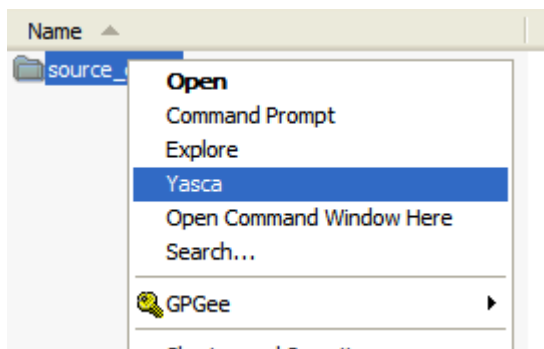 Name
source_
Open
Command Prompt
Explore
Yasca
Open Command Window Here
Search...
GPGee